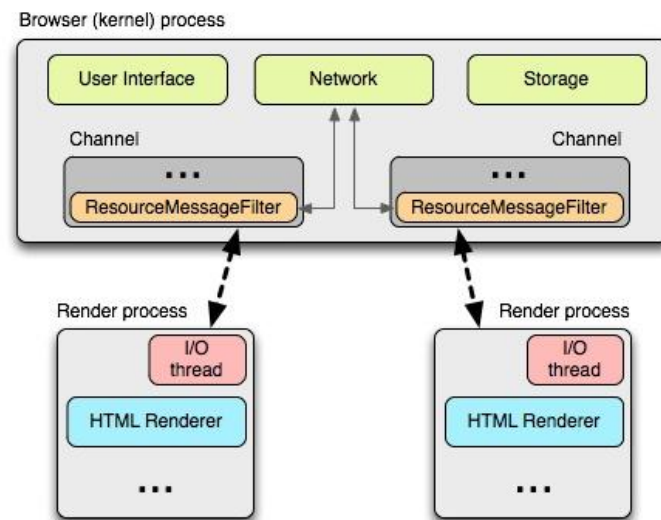 Browser (kernel) process
User Interface
Network
Storage
Channel
Channel
...
...
ResourceMessageFilter
ResourceMessageFilter
Render process
Render process
I/O
thread
I/O
thread
HTML Renderer
HTML Renderer
...
...